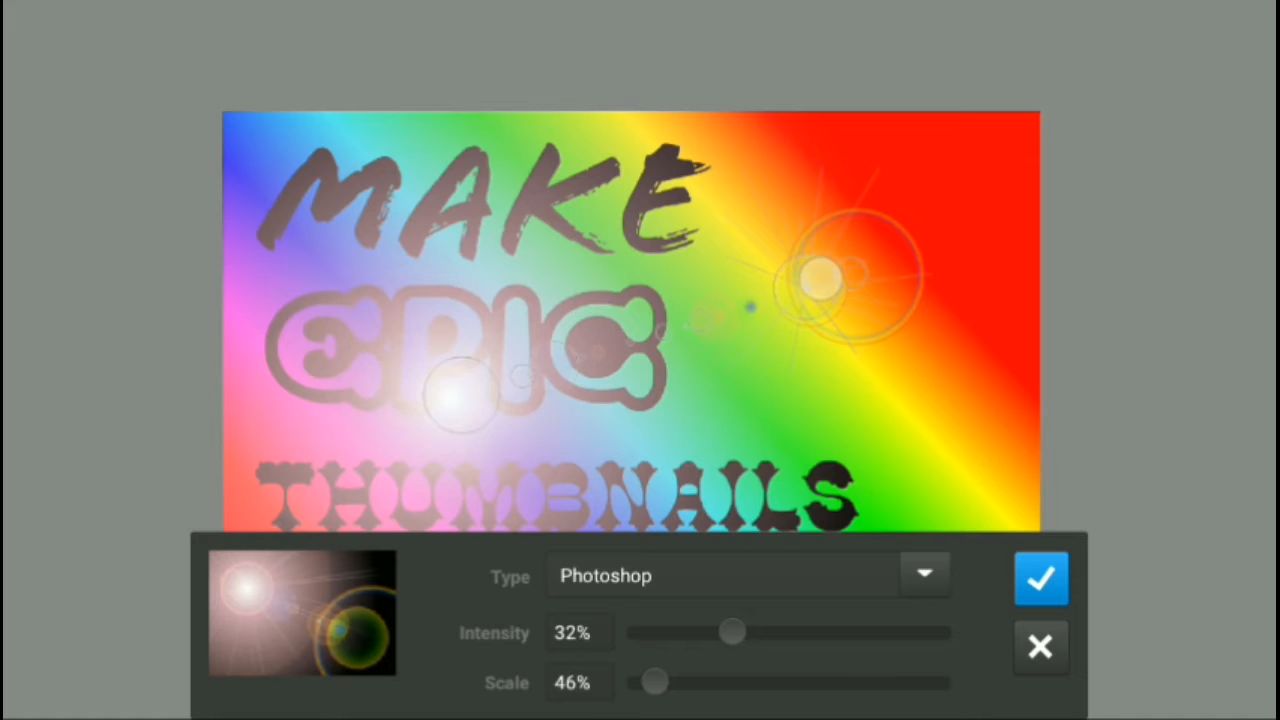 MAKE
EPIC
THUMBNAILS
Type Photoshop
Intensity 32%
Scale 46%